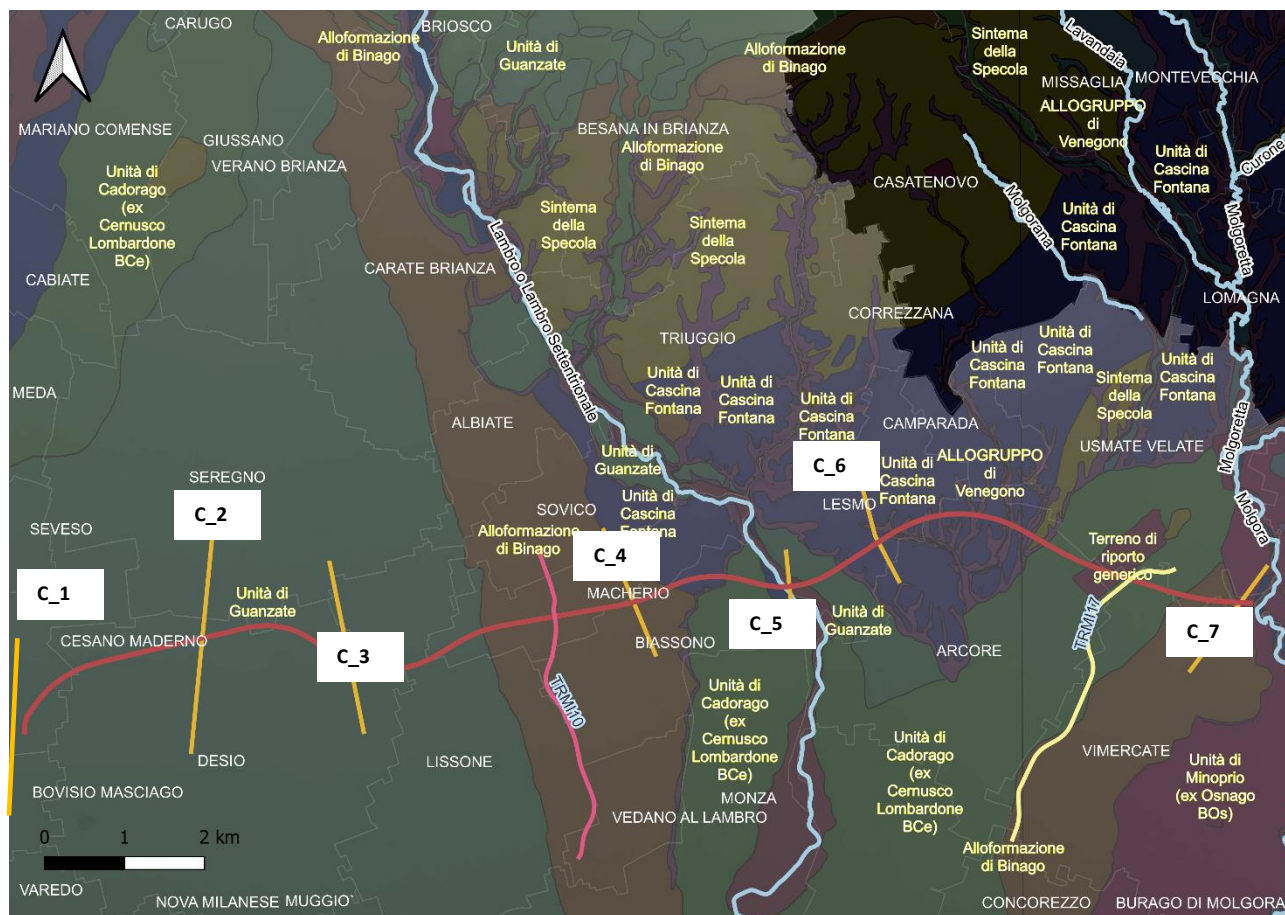 CARUGO
BRIOSCO
Alloformazione
di Binago
Unità di
Guanzate
Alloformazione
di Binago
Sintema
della
Specola
Lavandaia
MISSAGLIA
MONTEVECCHIA
ALLOGRUPPO
di
Venegono
MARIANO COMENSE
GIUSSANO
VERANO BRIANZA
BESANA IN BRIANZA
Alloformazione
di Binago
Unità di
Cascina
Fontana
Curone
Unità di
Cadorago
(ex
Cernusco
Lombardone
BCe)
CASATENOVO
Molgorana
Molgoretta
Sintema
della
Specola
Sintema
della
Specola
Unità di
Cascina
Fontana
CABIATE
CARATE BRIANZA
Lambro o Lambro Settentrionale
LOMAGNA
CORREZZANA
TRIUGGIO
Unità di
Cascina
Fontana
Unità di
Cascina
Fontana
Unità di
Cascina
Fontana
Sintema
della
Specola
Unità di
Cascina
Fontana
Unità di
Cascina
Fontana
Unità di
Cascina
Fontana
MEDA
ALBIATE
CAMPARADA
USMATE VELATE
Molgoretta
Unità di
Guanzate
C_6
ALLOGRUPPO
di
Venegono
Unità di
Cascina
Fontana
SEREGNO
C_2
SEVESO
SOVICO
Unità di
Cascina
Fontana
LESMO
Molgora
Alloformazione
di Binago
C_4
Terreno di
riporto
generico
C_1
Unità di
Guanzate
MACHERIO
C_5
Unità di
Guanzate
CESANO MADERNO
C_3
BIASSONO
ARCORE
C_7
TRMI10
TRMI17
Unità di
Cadorago
(ex
Cernusco
Lombardone
BCe)
Unità di
Cadorago
(ex
Cernusco
Lombardone
BCe)
DESIO
LISSONE
VIMERCATE
Unità di
Minoprio
(ex Osnago
BOs)
BOVISIO MASCIAGO
MONZA
VEDANO AL LAMBRO
0 1 2 km
Alloformazione
di Binago
VAREDO
NOVA MILANESE
MUGGIO'
CONCOREZZO
BURAGO DI MOLGORA